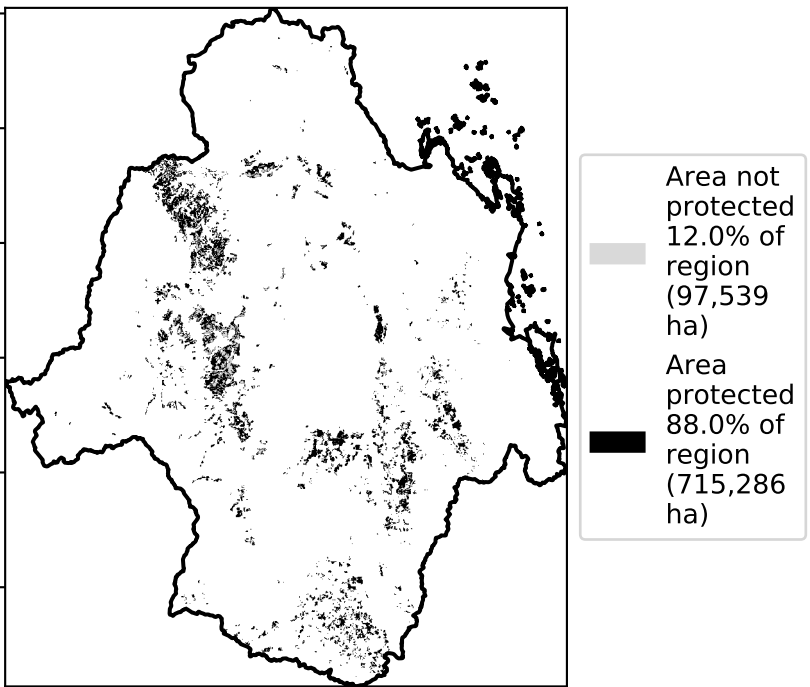 Area not
protected
12.0% of
region
(97,539
ha)
Area
protected
88.0% of
region
(715,286
ha)